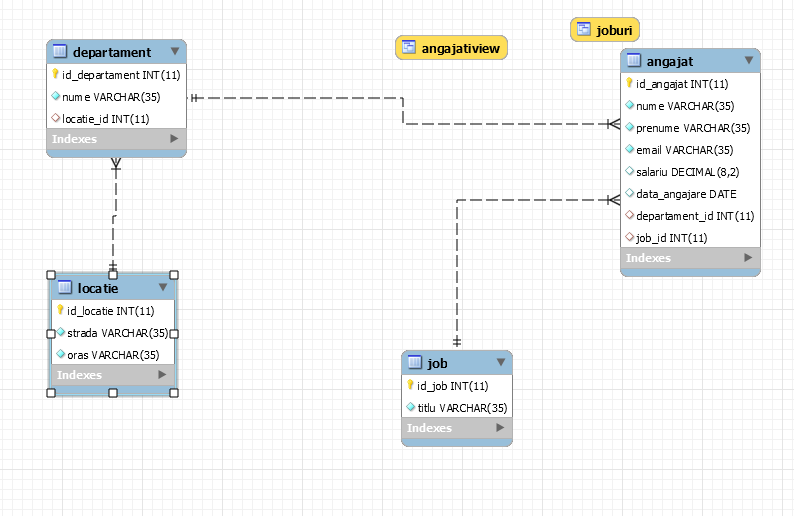 departament
id_departament INT(11)
nume VARCHAR(35)
locatie_id INT(11)
Indexes
angajatiview
joburi
angajat
id_angajat INT(11)
nume VARCHAR(35)
prenume VARCHAR(35)
email VARCHAR(35)
salariu DECIMAL(8,2)
data_angajare DATE
departament_id INT(11)
job_id INT(11)
Indexes
locatie
id_locatie INT(11)
strada VARCHAR(35)
oras VARCHAR(35)
Indexes
job
id_job INT(11)
titlu VARCHAR(35)
Indexes